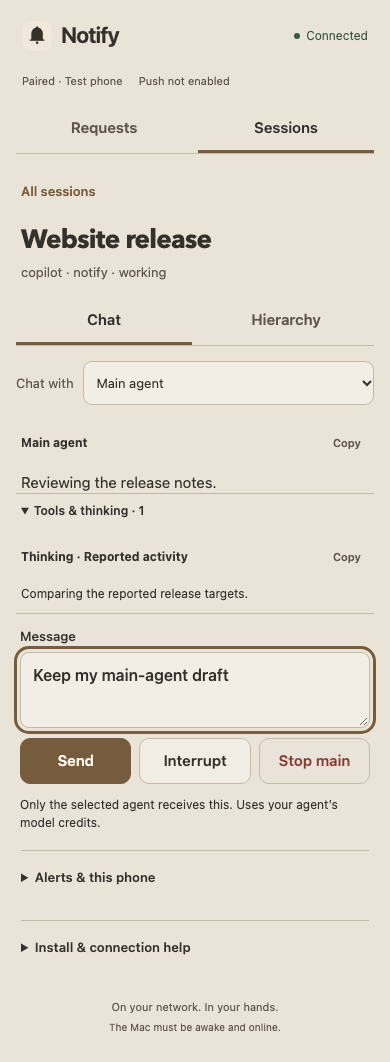 Notify
Connected
Paired · Test phone Push not enabled
Requests Sessions
All sessions
Website release
copilot · notify · working
Chat Hierarchy
Chat with Main agent
Main agent Copy
Reviewing the release notes.
▼ Tools & thinking · 1
Thinking · Reported activity Copy
Comparing the reported release targets.
Message
Keep my main-agent draft
Send Interrupt Stop main
Only the selected agent receives this. Uses your agent's
model credits.
▶ Alerts & this phone
▶ Install & connection help
On your network. In your hands.
The Mac must be awake and online.